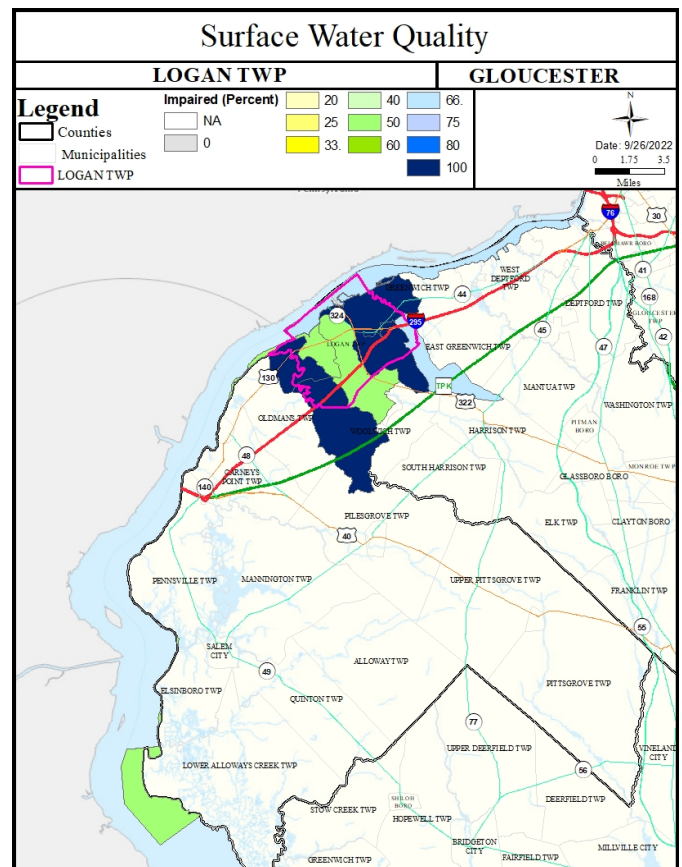 Surface Water Quality
LOGAN TWP
GLOUCESTER
Legend
Counties
Municipalities
LOGAN TWP
Impaired (Percent)
NA
0
20
25
33.
40
50
60
66.
75
80
100
N
Date: 9/26/2022
0 1.75 3.5
Miles
76
30
41
168
GLOUCESTER
TWP
42
WEST
DEPTFORD
TWP
GREENWICH TWP
44
DEPTFORD TWP
324
295
45
47
LOGAN
EAST GREENWICH TWP
130
TPK
322
MANTUA TWP
WASHINGTON TWP
OLDMANS TWP
WOOLWICH TWP
HARRISON TWP
PITMAN
BORO
48
CARNEYS
POINT TWP
SOUTH HARRISON TWP
GLASSBORO BORO
MONROE TWP
140
PILESGROVE TWP
40
ELK TWP
CLAYTON BORO
PENNSVILLE TWP
MANNINGTON TWP
UPPER PITTSGROVE TWP
FRANKLIN TWP
55
SALEM
CITY
49
ALLOWAY TWP
ELSINBORO TWP
QUINTON TWP
PITTSGROVE TWP
77
UPPER DEERFIELD TWP
VINELAND
CITY
LOWER ALLOWAYS CREEK TWP
56
STOW CREEK TWP
SHILOH
BORO
DEERFIELD TWP
HOPEWELL TWP
BRIDGETON
CITY
MILLVILLE CITY
GREENWICH TWP
FAIRFIELD TWP